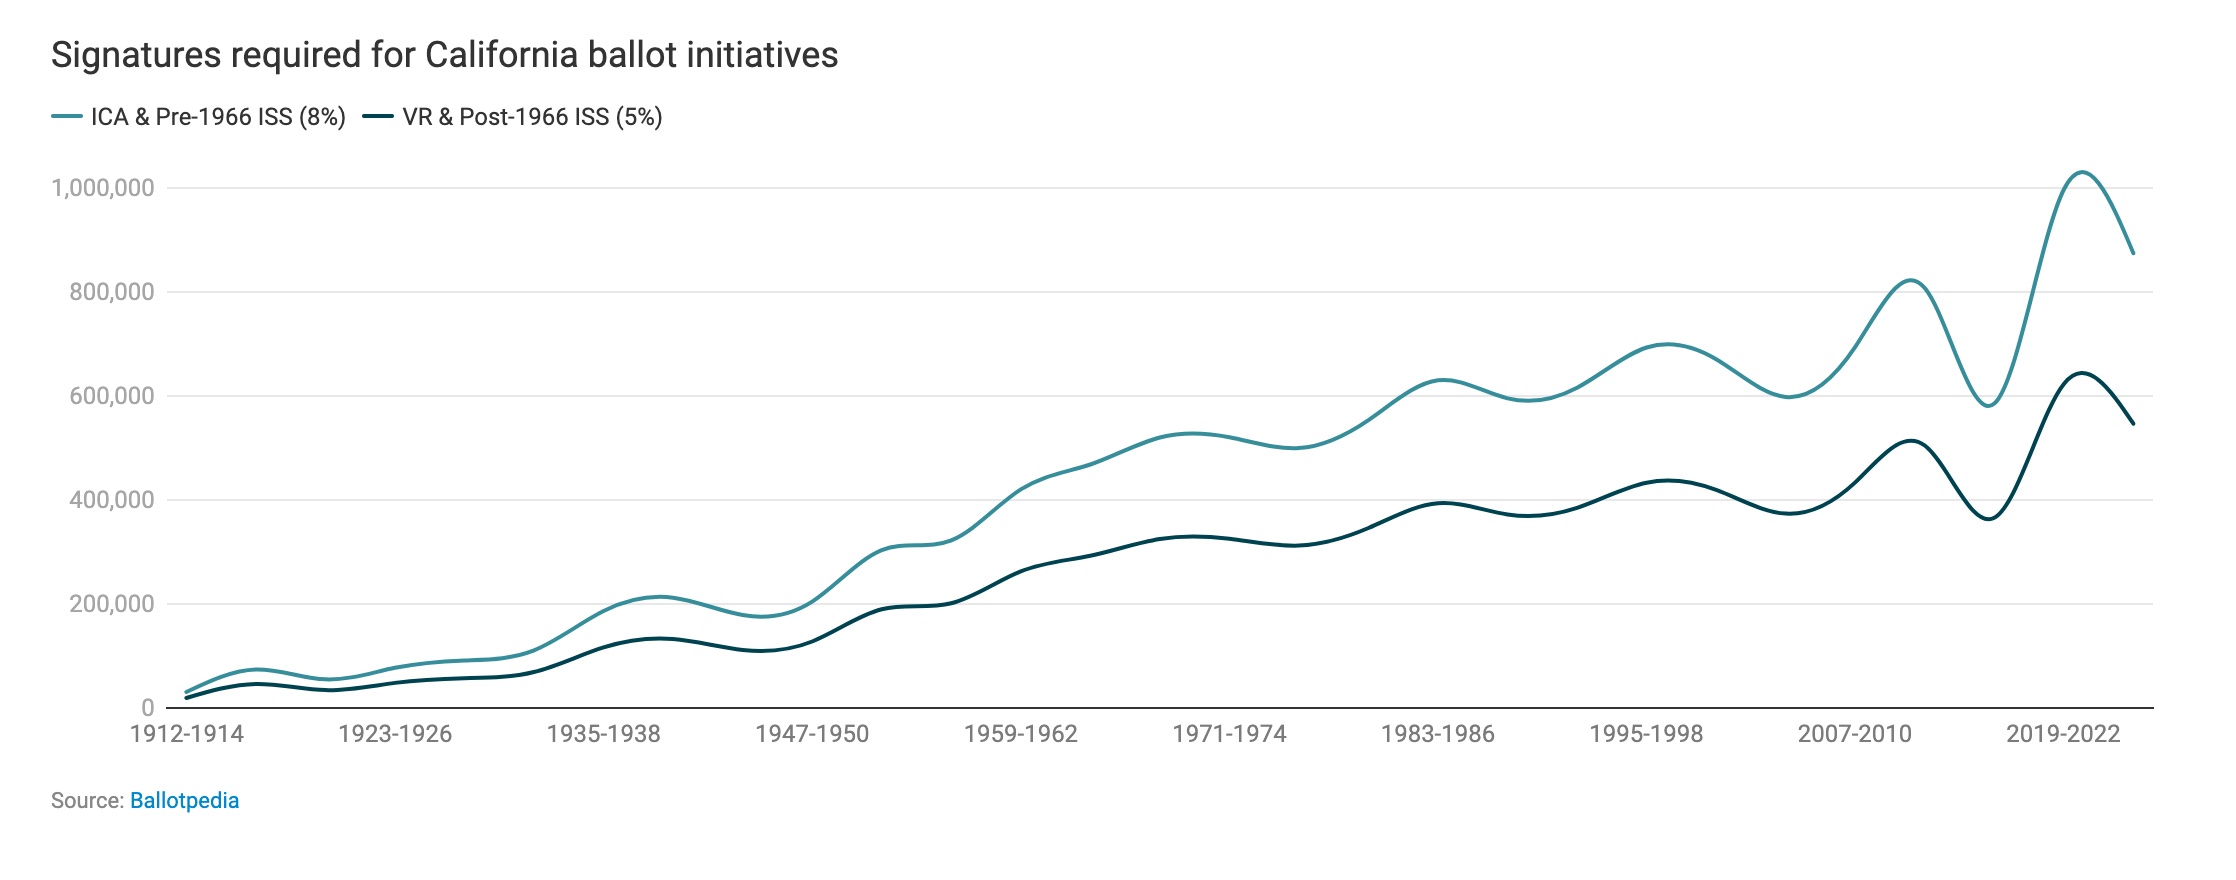 Signatures required for California ballot initiatives
ICA & Pre-1966 ISS (8%) VR & Post-1966 ISS (5%)
1,000,000
800,000
600,000
400,000
200,000
0
1912-1914 1923-1926 1935-1938 1947-1950 1959-1962 1971-1974 1983-1986 1995-1998 2007-2010 2019-2022
Source: Ballotpedia